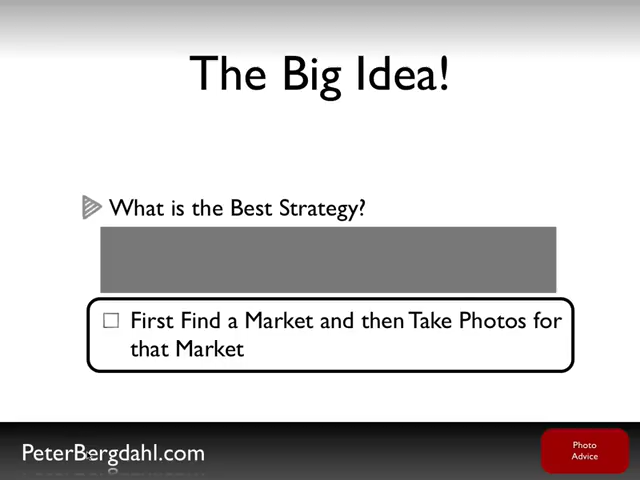 The Big Idea!
What is the Best Strategy?
First Find a Market and then Take Photos for
that Market
PeterBergdahl.com
Photo
Advice